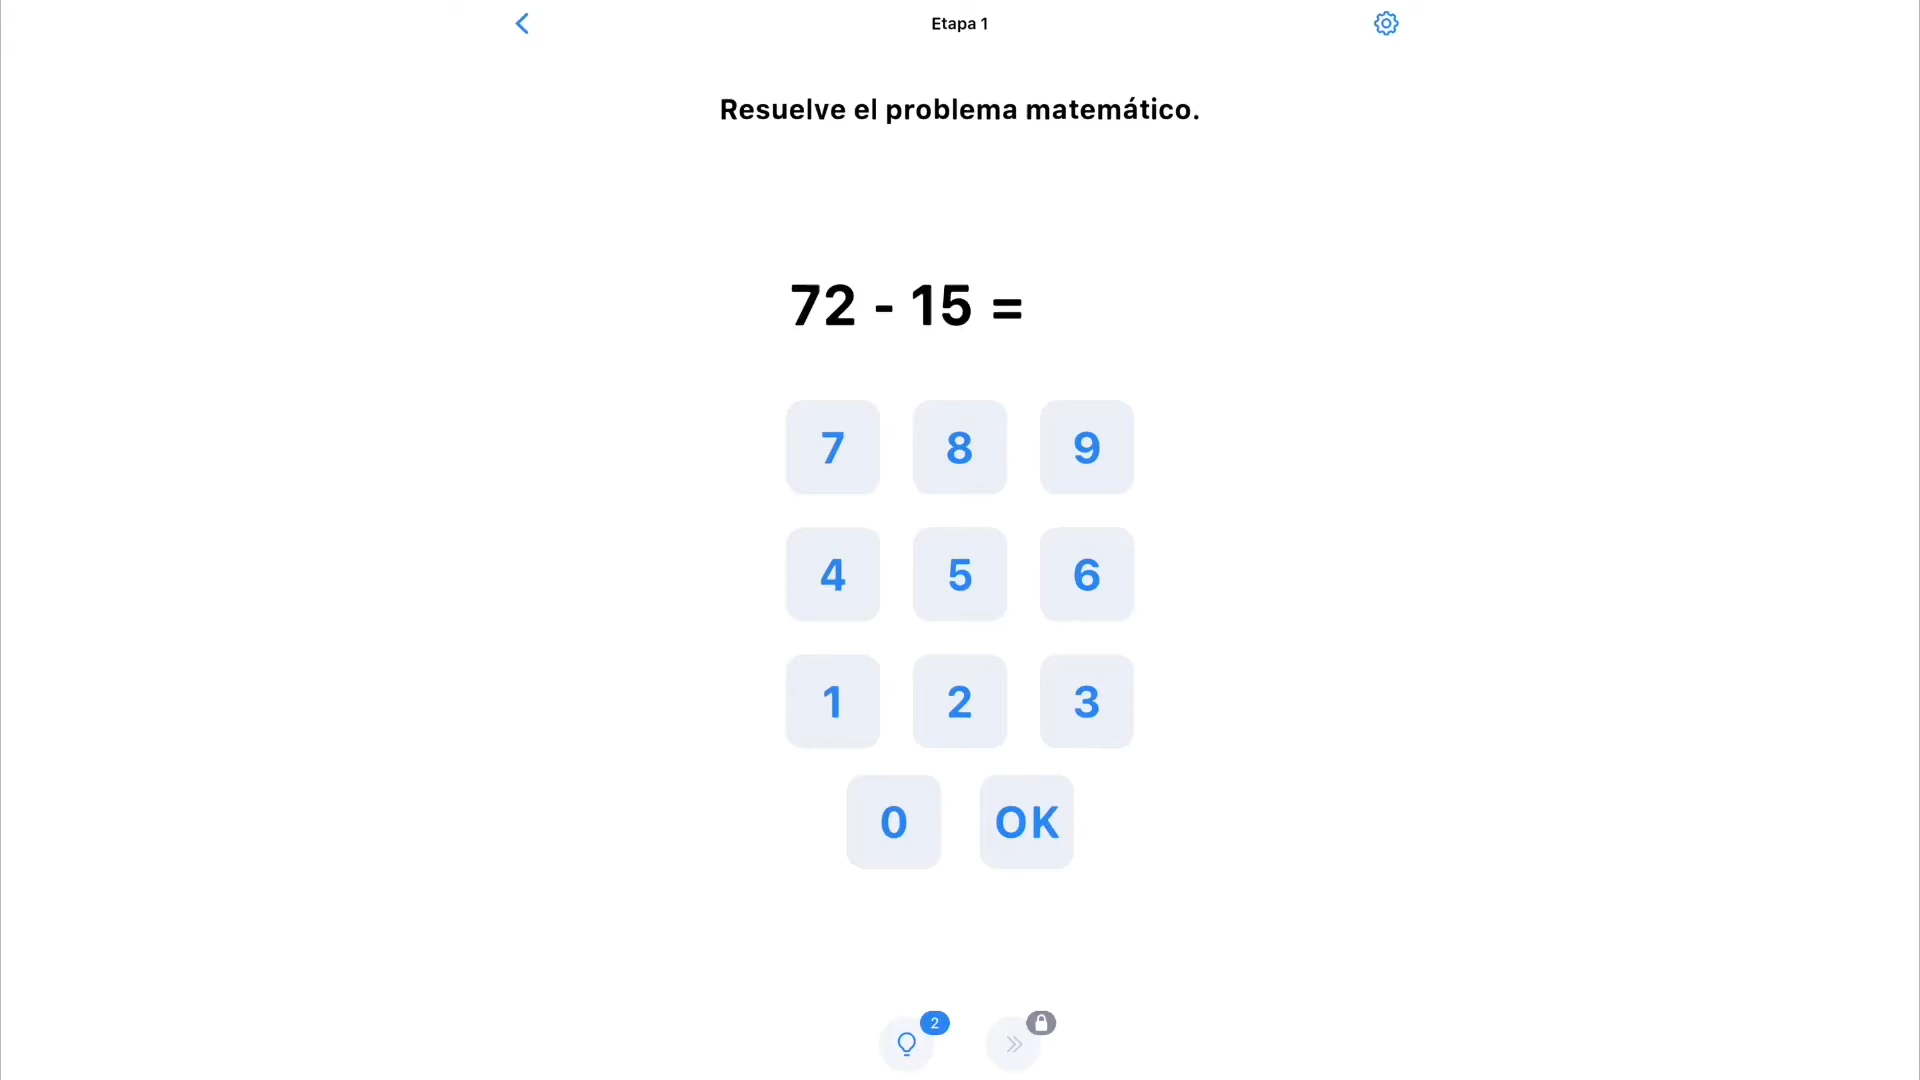 Etapa 1
Resuelve el problema matemático.
72 - 15 =
7 8 9
4 5 6
1 2 3
0 OK
2